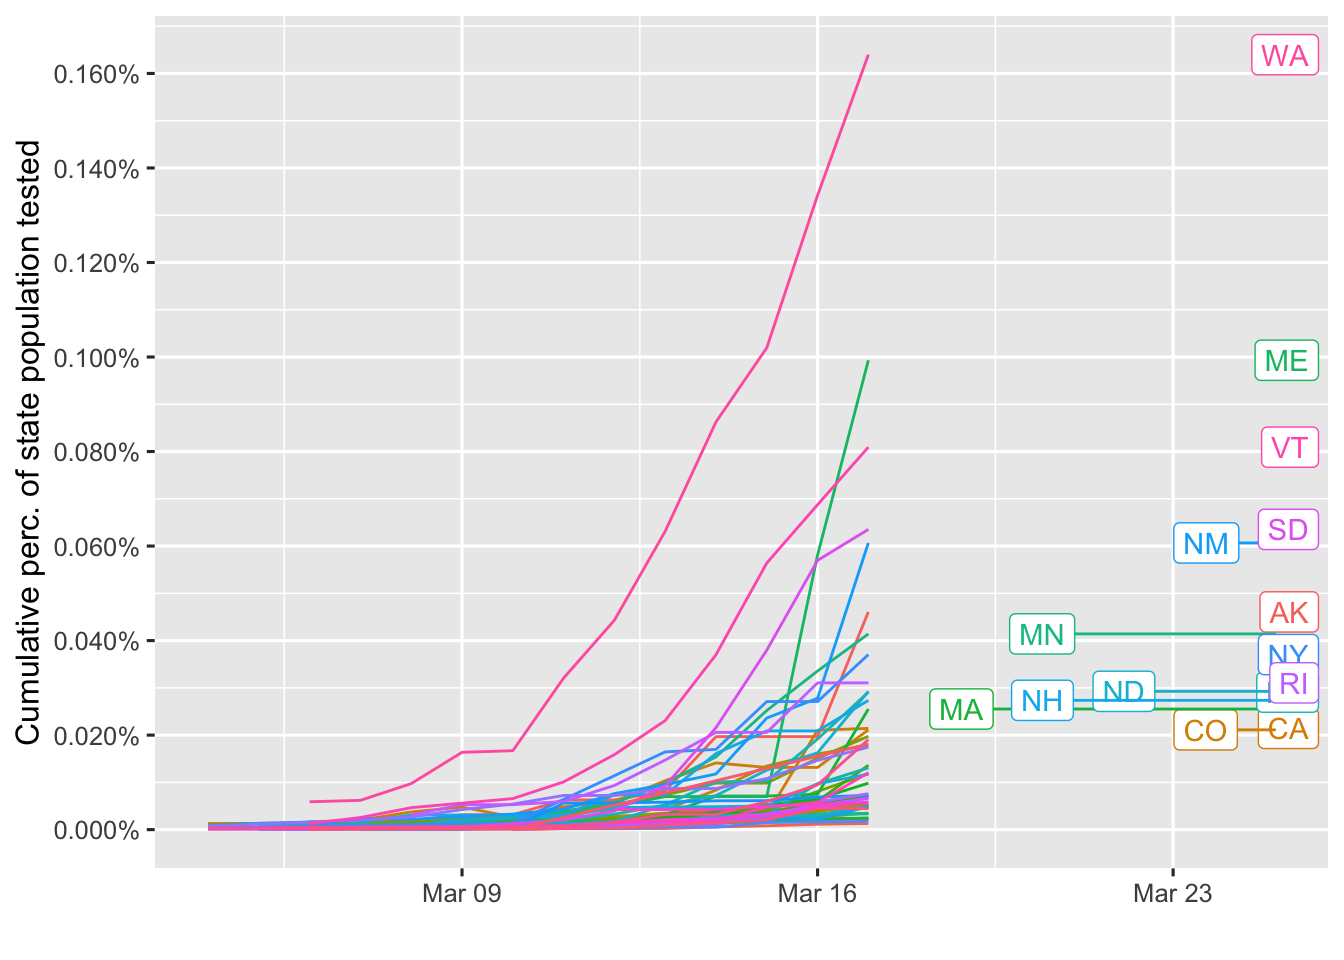 Cumulative perc. of state population tested
0.160%
0.140%
0.120%
0.100%
0.080%
0.060%
0.040%
0.020%
0.000%
Mar 09 Mar 16 Mar 23
WA
ME
VT
SD
NM
AK
MN
NY
RI
ND
NH
MA
CO
CA